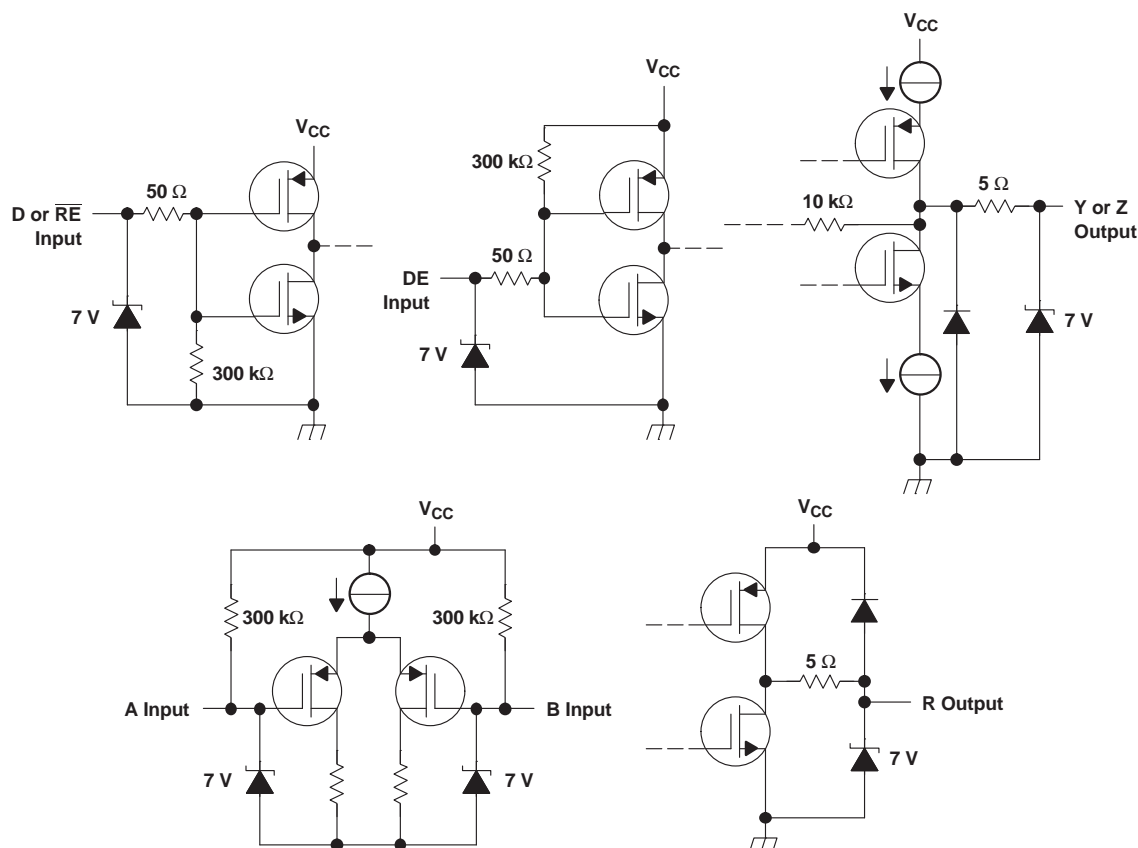 VCC
300 kΩ
50 Ω
D or RE
Input
7 V
300 kΩ
VCC
50 Ω
DE
Input
7 V
VCC
10 kΩ
5 Ω
Y or Z
Output
7 V
VCC
300 kΩ
300 kΩ
A Input
B Input
7 V
7 V
VCC
5 Ω
R Output
7 V